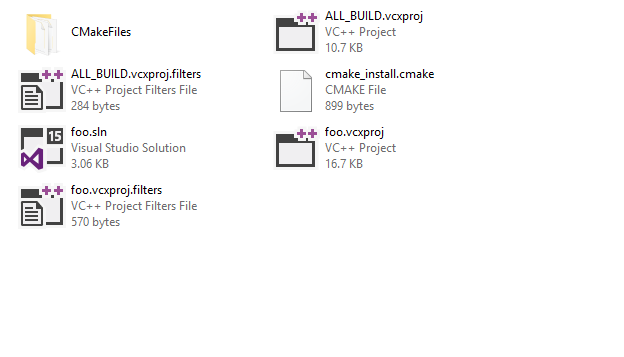 CMakeFiles
ALL_BUILD.vcxproj
VC++ Project
10.7 KB
ALL_BUILD.vcxproj.filters
VC++ Project Filters File
284 bytes
cmake_install.cmake
CMAKE File
899 bytes
15
foo.sln
Visual Studio Solution
3.06 KB
foo.vcxproj
VC++ Project
16.7 KB
foo.vcxproj.filters
VC++ Project Filters File
570 bytes